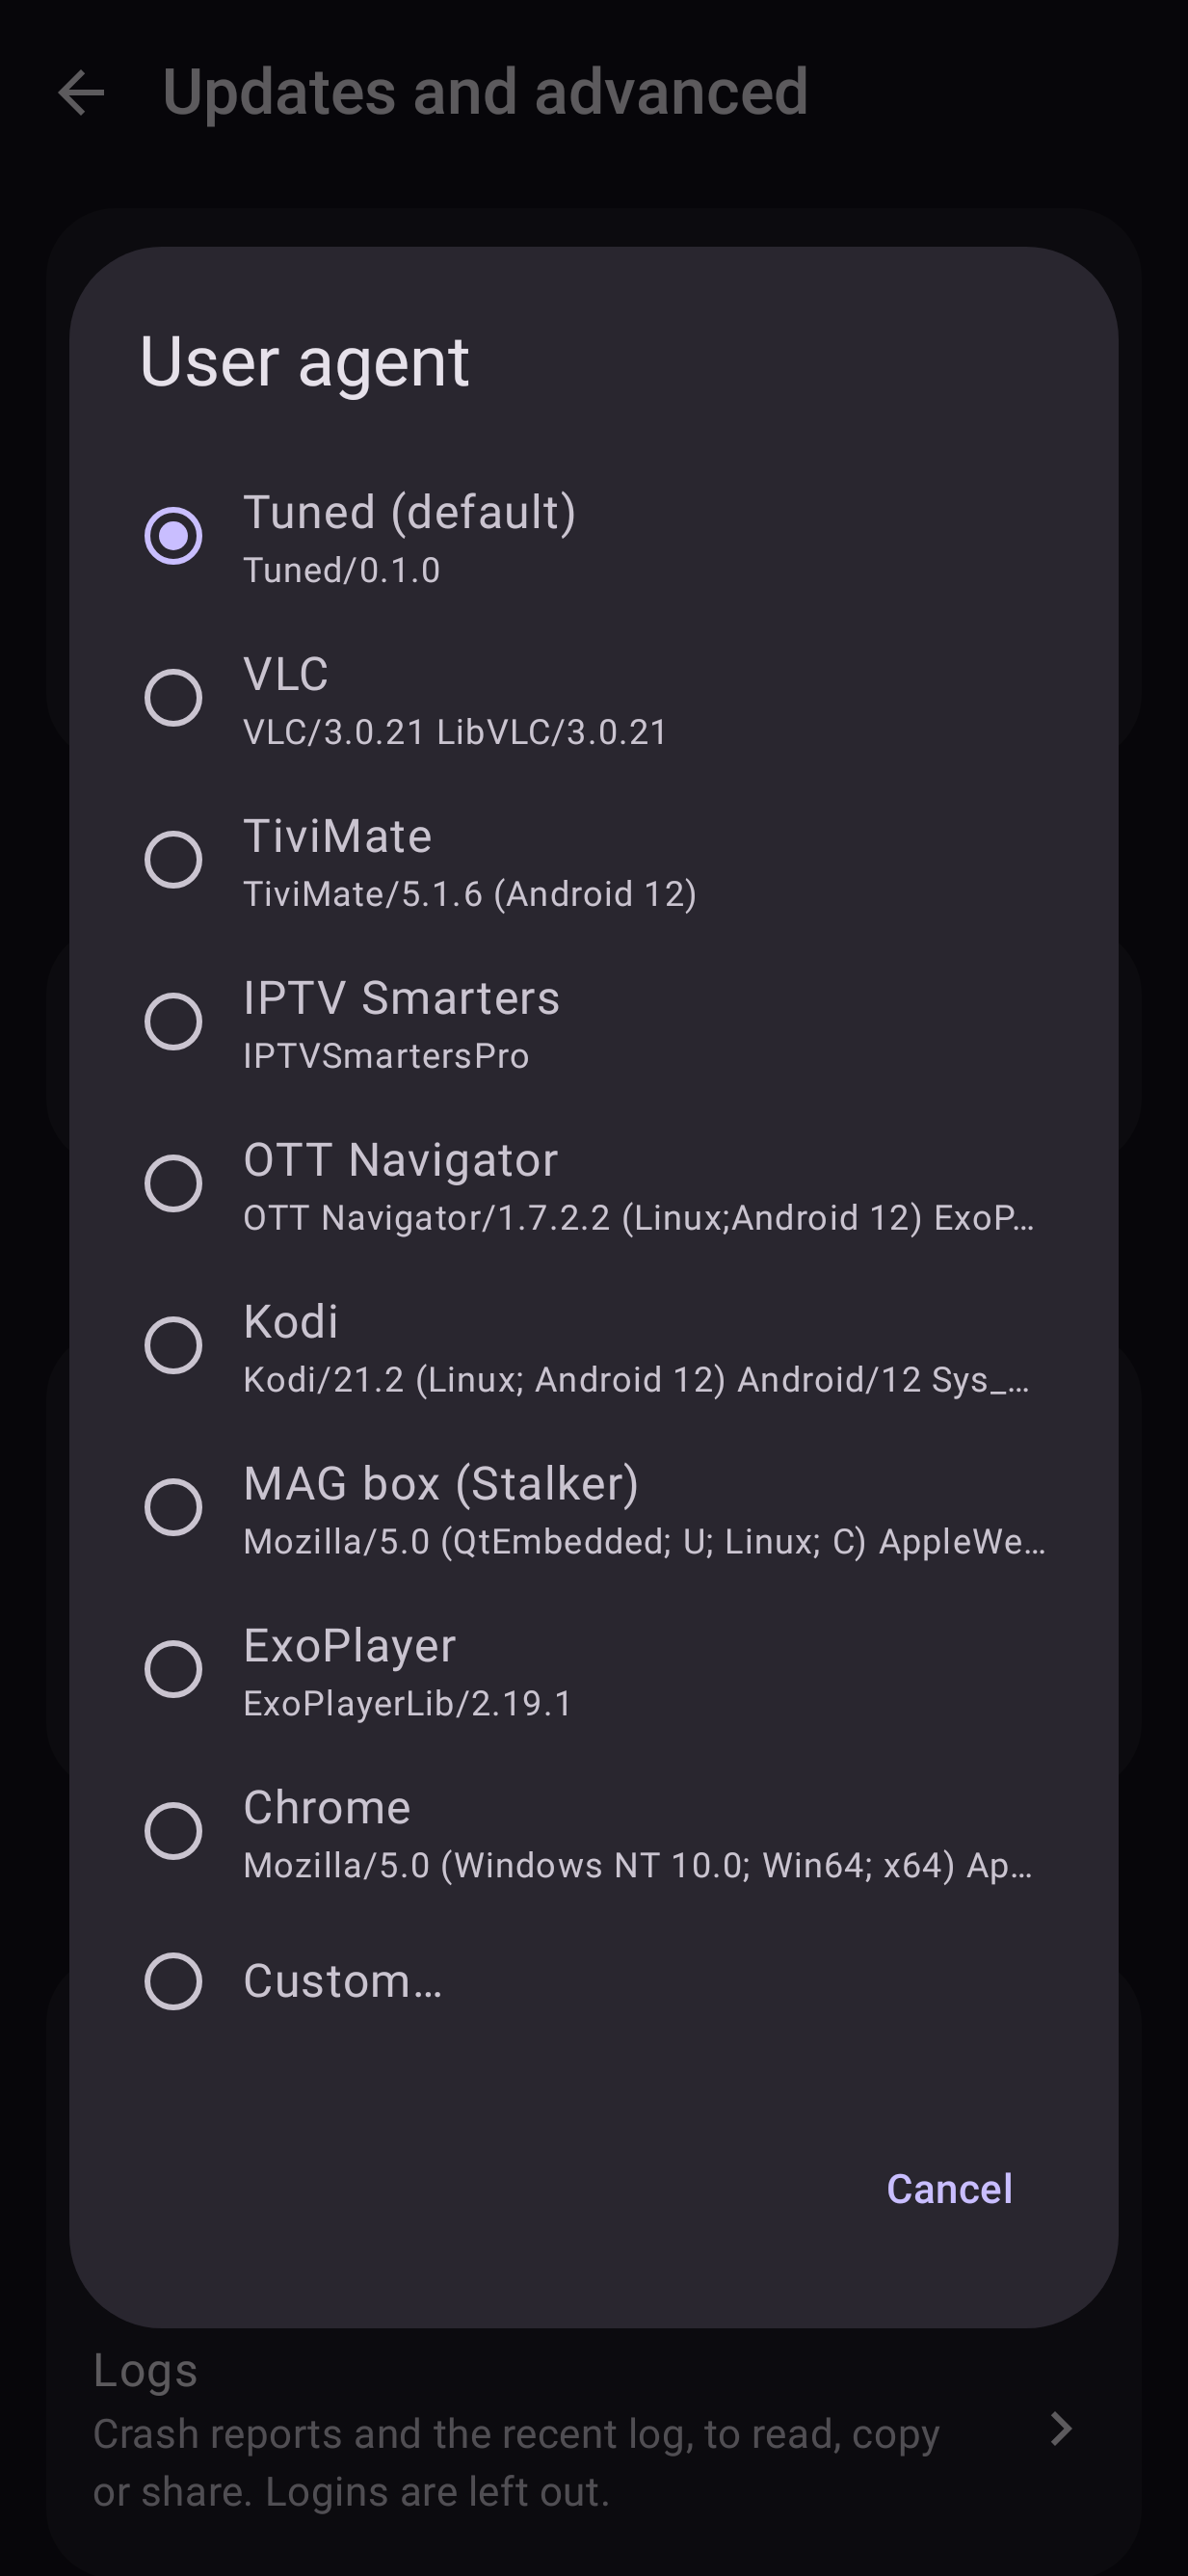 Updates and advanced
User agent
Tuned (default)
Tuned/0.1.0
VLC
VLC/3.0.21 LibVLC/3.0.21
TiviMate
TiviMate/5.1.6 (Android 12)
IPTV Smarters
IPTVSmartersPro
OTT Navigator
OTT Navigator/1.7.2.2 (Linux;Android 12) ExoP…
Kodi
Kodi/21.2 (Linux; Android 12) Android/12 Sys_…
MAG box (Stalker)
Mozilla/5.0 (QtEmbedded; U; Linux; C) AppleWe…
ExoPlayer
ExoPlayerLib/2.19.1
Chrome
Mozilla/5.0 (Windows NT 10.0; Win64; x64) Ap…
Custom…
Cancel
Logs
Crash reports and the recent log, to read, copy
or share. Logins are left out.